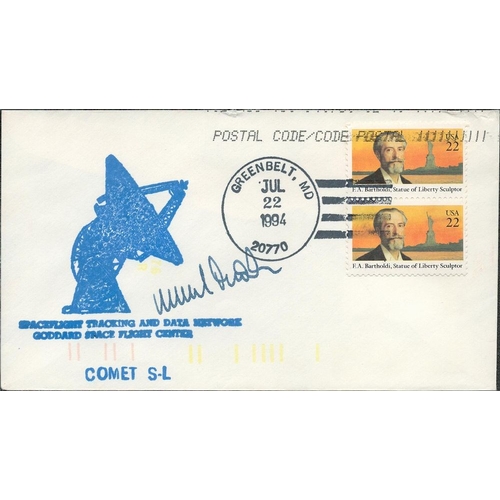 POSTAL CODE/CODE POSTAL
GREENBELT, MD
JUL
22
1994
20770
USA
22
F.A. Bartholdi, Statue of Liberty Sculptor
USA
22
F.A. Bartholdi, Statue of Liberty Sculptor
SPACEFLIGHT TRACKING AND DATA NETWORK
GODDARD SPACE FLIGHT CENTER
COMET S-L